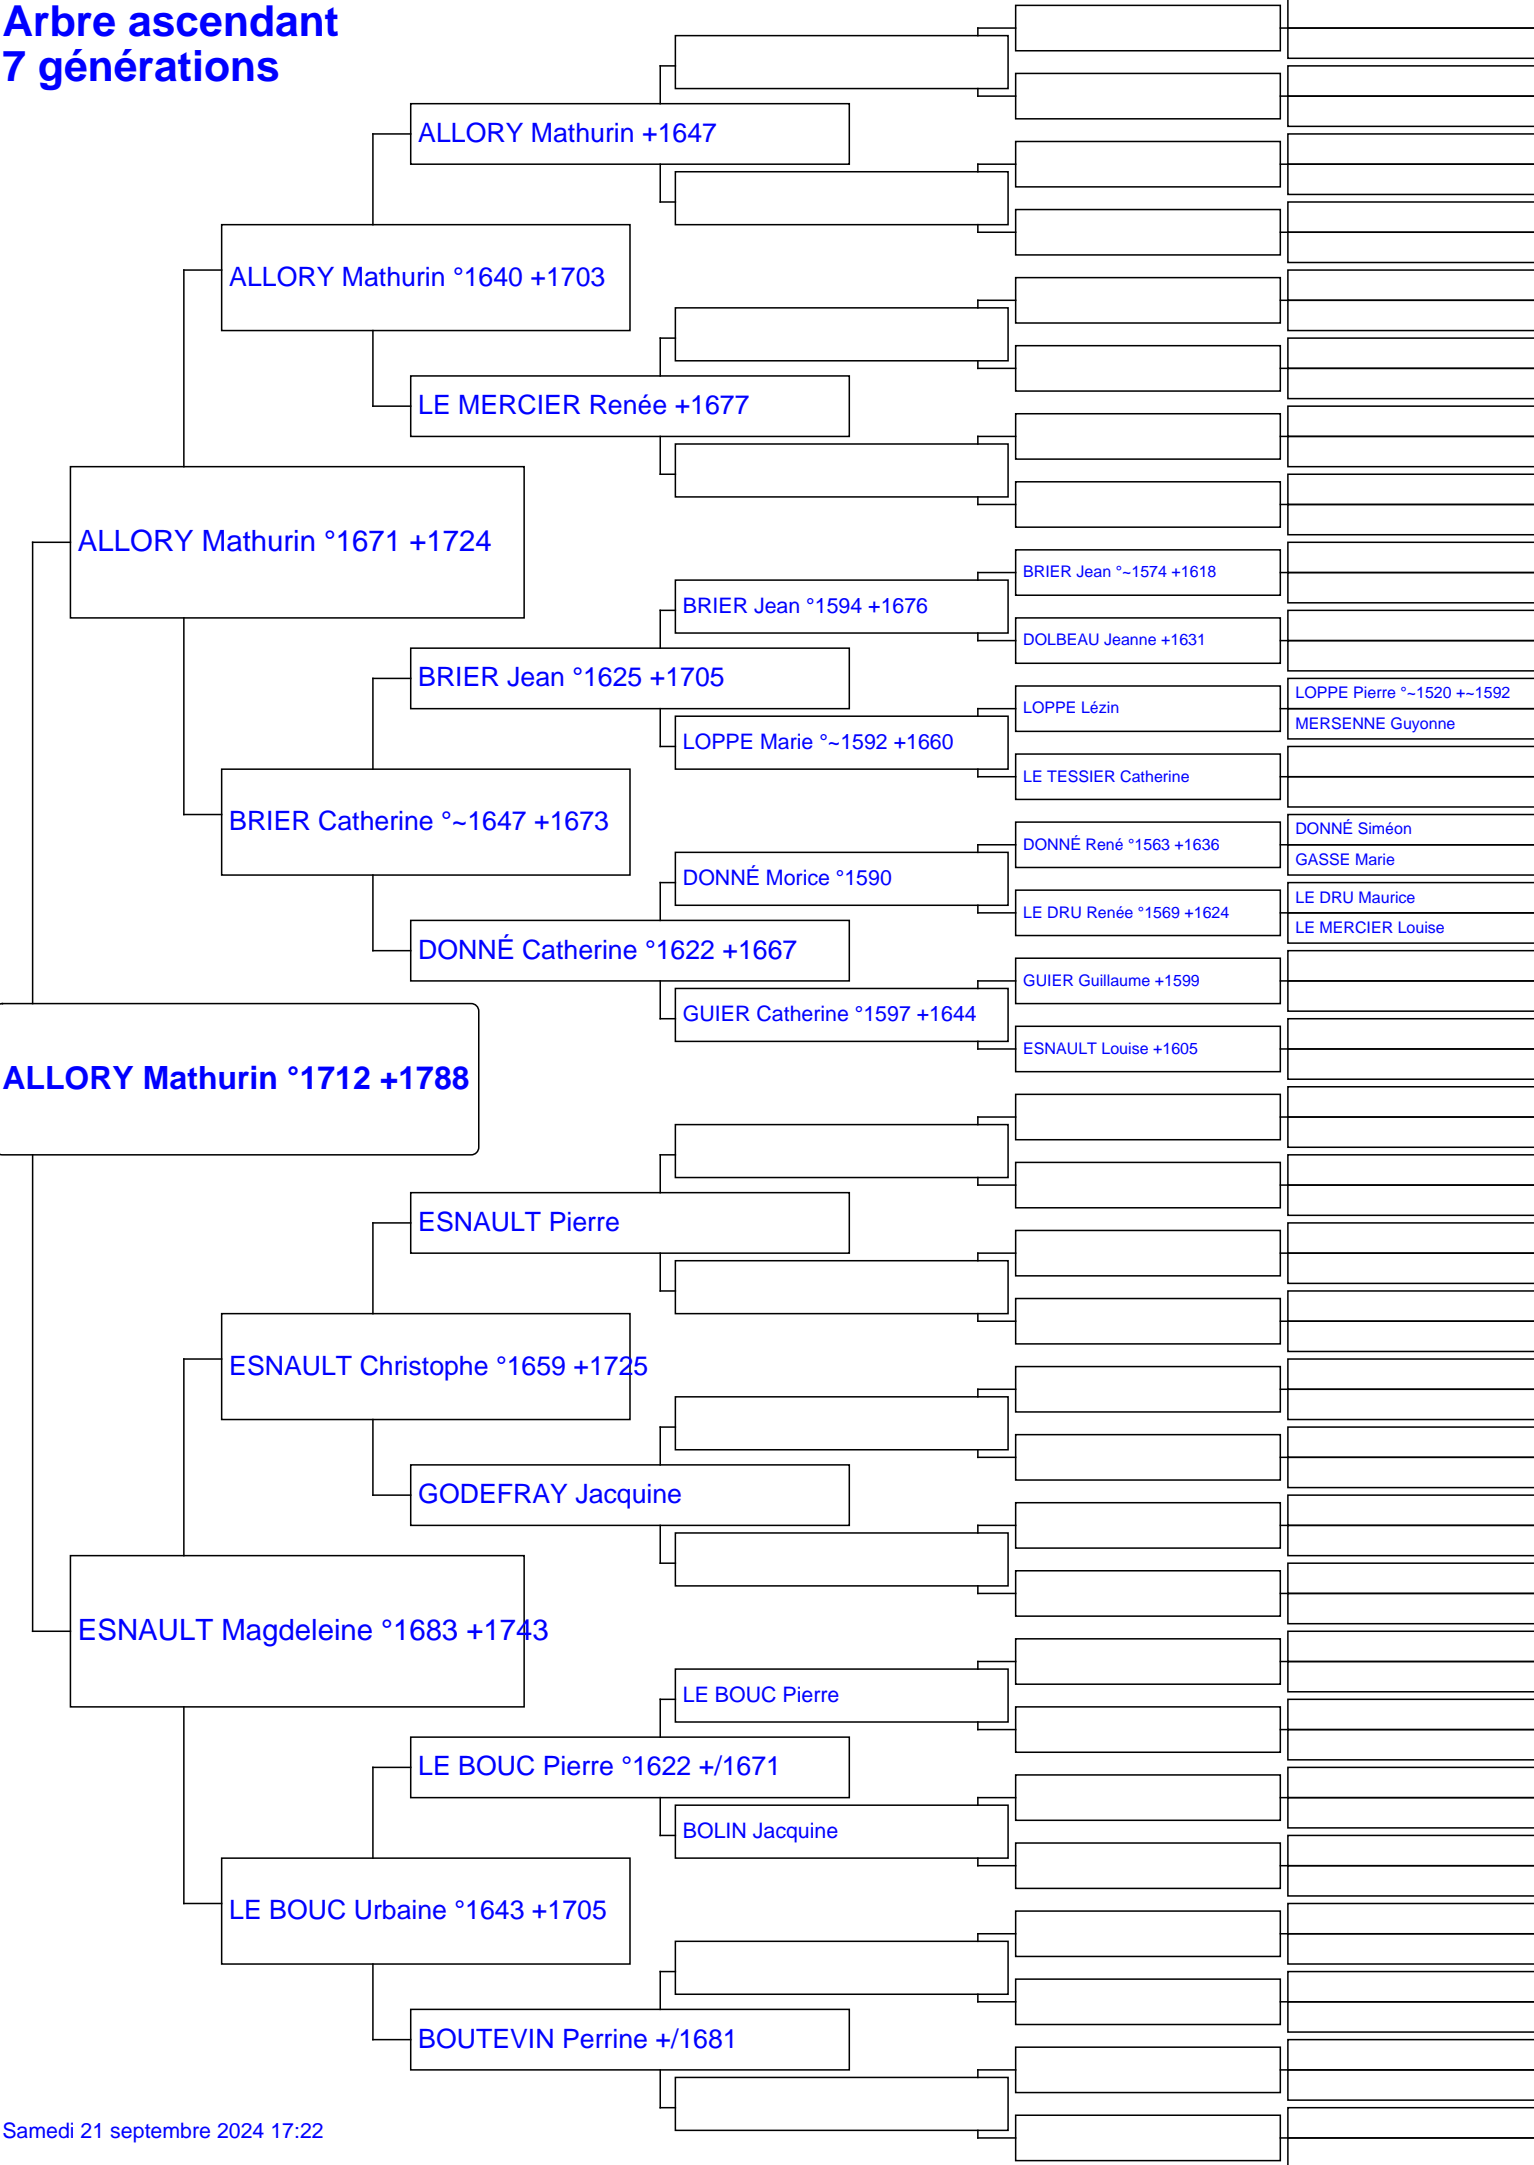 Arbre ascendant
7 générations
ALLORY Mathurin +1647
ALLORY Mathurin °1640 +1703
LE MERCIER Renée +1677
ALLORY Mathurin °1671 +1724
BRIER Jean °~1574 +1618
BRIER Jean °1594 +1676
DOLBEAU Jeanne +1631
BRIER Jean °1625 +1705
LOPPE Pierre °~1520 +~1592
LOPPE Lézin
MERSENNE Guyonne
LOPPE Marie °~1592 +1660
LE TESSIER Catherine
BRIER Catherine °~1647 +1673
DONNÉ Siméon
DONNÉ René °1563 +1636
GASSE Marie
DONNÉ Morice °1590
LE DRU Maurice
LE DRU Renée °1569 +1624
LE MERCIER Louise
DONNÉ Catherine °1622 +1667
GUIER Guillaume +1599
GUIER Catherine °1597 +1644
ESNAULT Louise +1605
ALLORY Mathurin °1712 +1788
ESNAULT Pierre
ESNAULT Christophe °1659 +1725
GODEFRAY Jacquine
ESNAULT Magdeleine °1683 +1743
LE BOUC Pierre
LE BOUC Pierre °1622 +/1671
BOLIN Jacquine
LE BOUC Urbaine °1643 +1705
BOUTEVIN Perrine +/1681
Samedi 21 septembre 2024 17:22